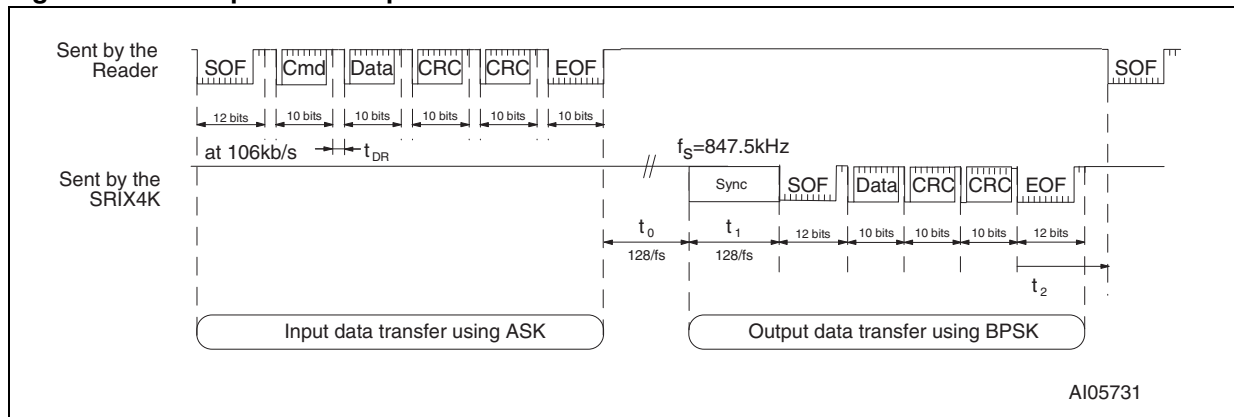 Sent by the
Reader
SOF Cmd Data CRC CRC EOF SOF
12 bits 10 bits 10 bits 10 bits 10 bits 10 bits
at 106kb/s tDR
fS=847.5kHz
Sent by the
SRIX4K
Sync SOF Data CRC CRC EOF
t0 t1 12 bits 10 bits 10 bits 10 bits 12 bits
128/fs 128/fs
t2
Input data transfer using ASK Output data transfer using BPSK
AI05731